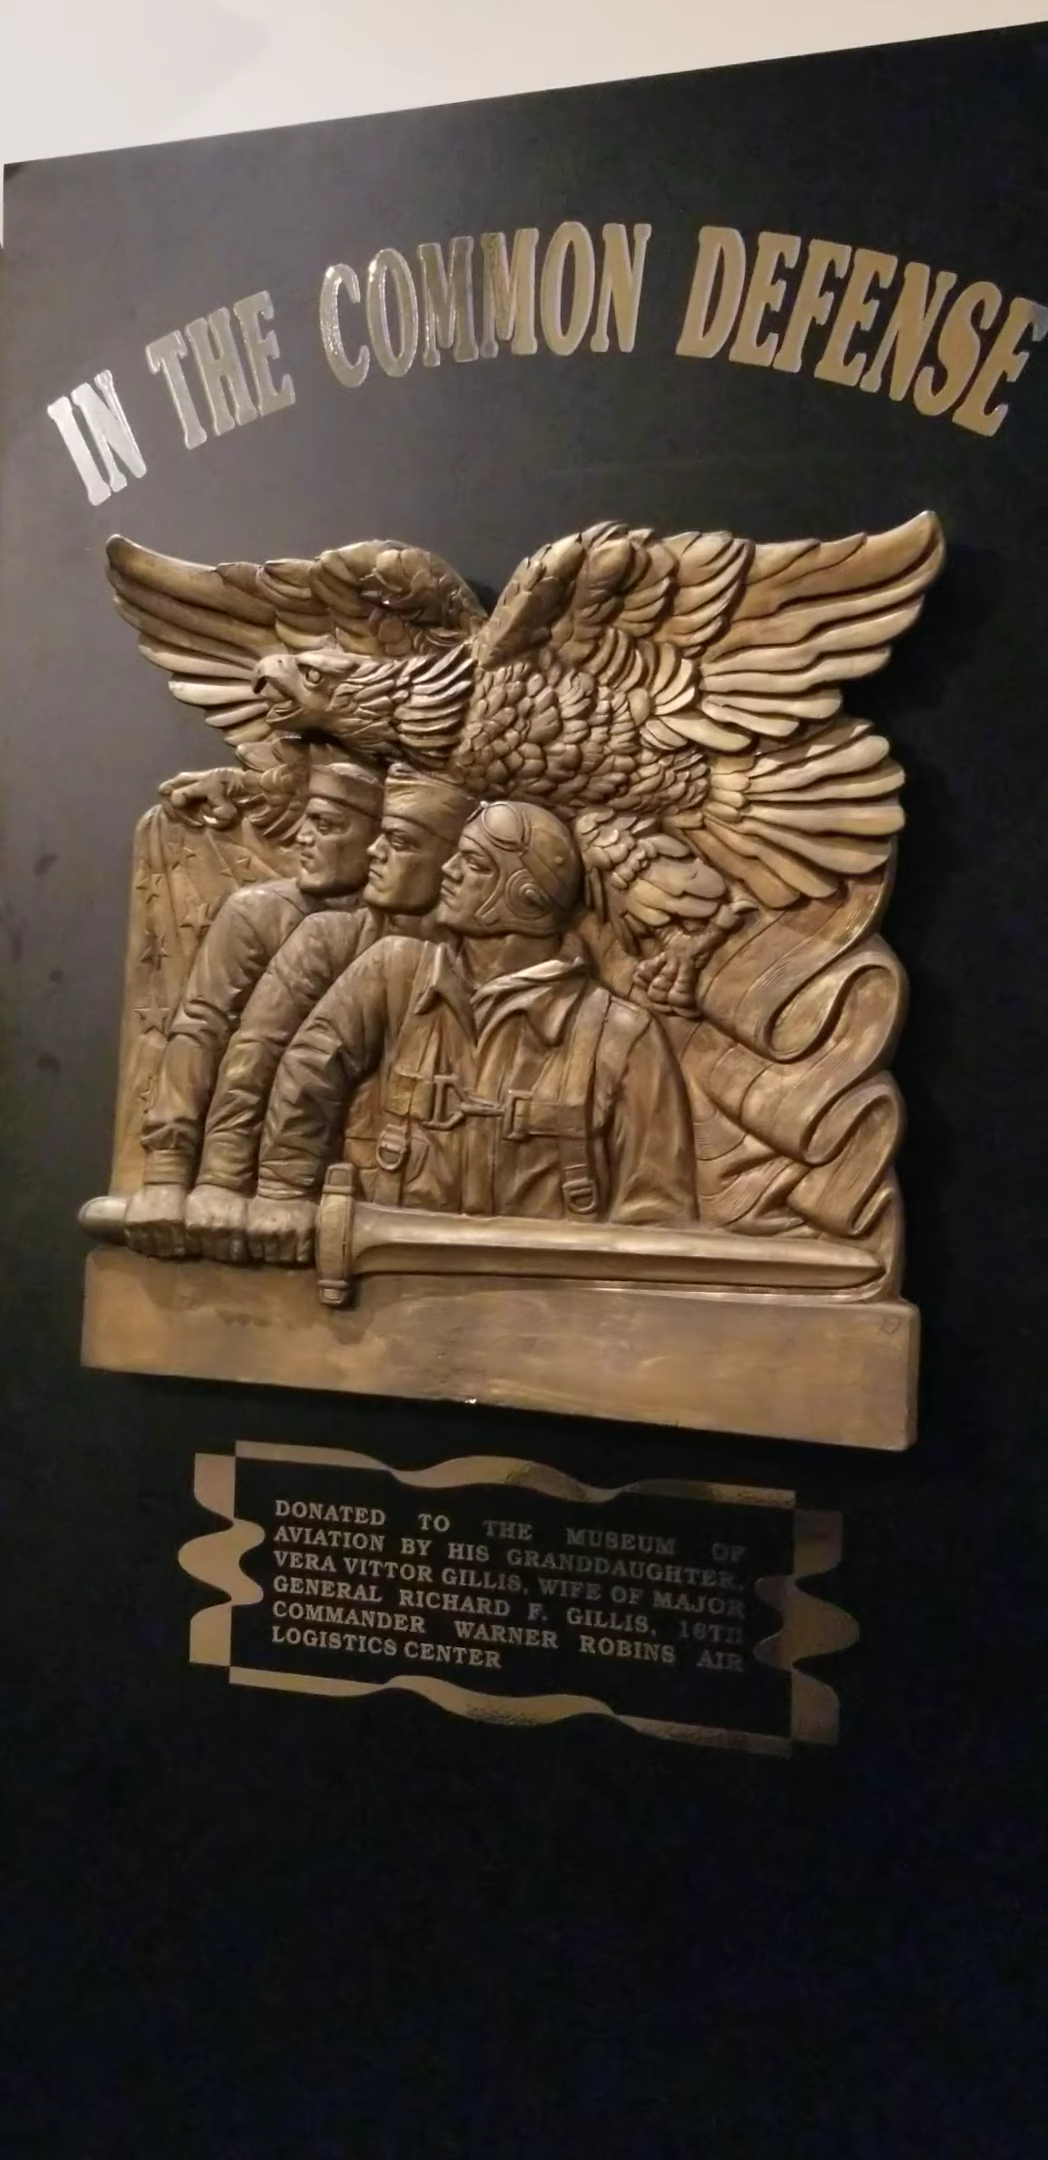 IN THE COMMON DEFENSE
DONATED TO THE MUSEUM OF
AVIATION BY HIS GRANDDAUGHTER,
VERA VITTOR GILLIS, WIFE OF MAJOR
GENERAL RICHARD F. GILLIS, 16TH
COMMANDER WARNER ROBINS AIR
LOGISTICS CENTER